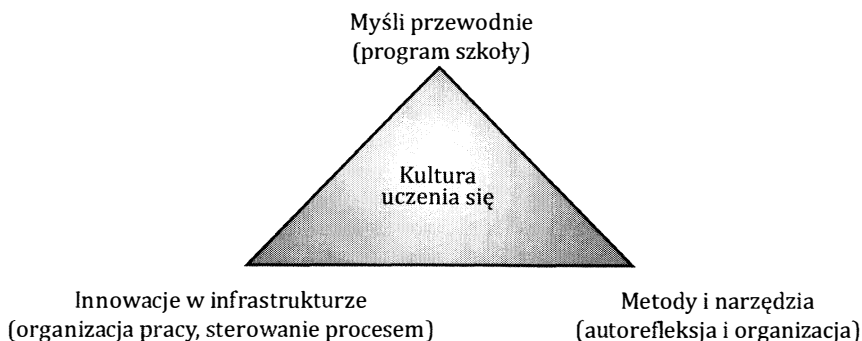 Myśli przewodnie
(program szkoły)
Kultura
uczenia się
Innowacje w infrastrukturze
(organizacja pracy, sterowanie procesem)
Metody i narzędzia
(autorefleksja i organizacja)